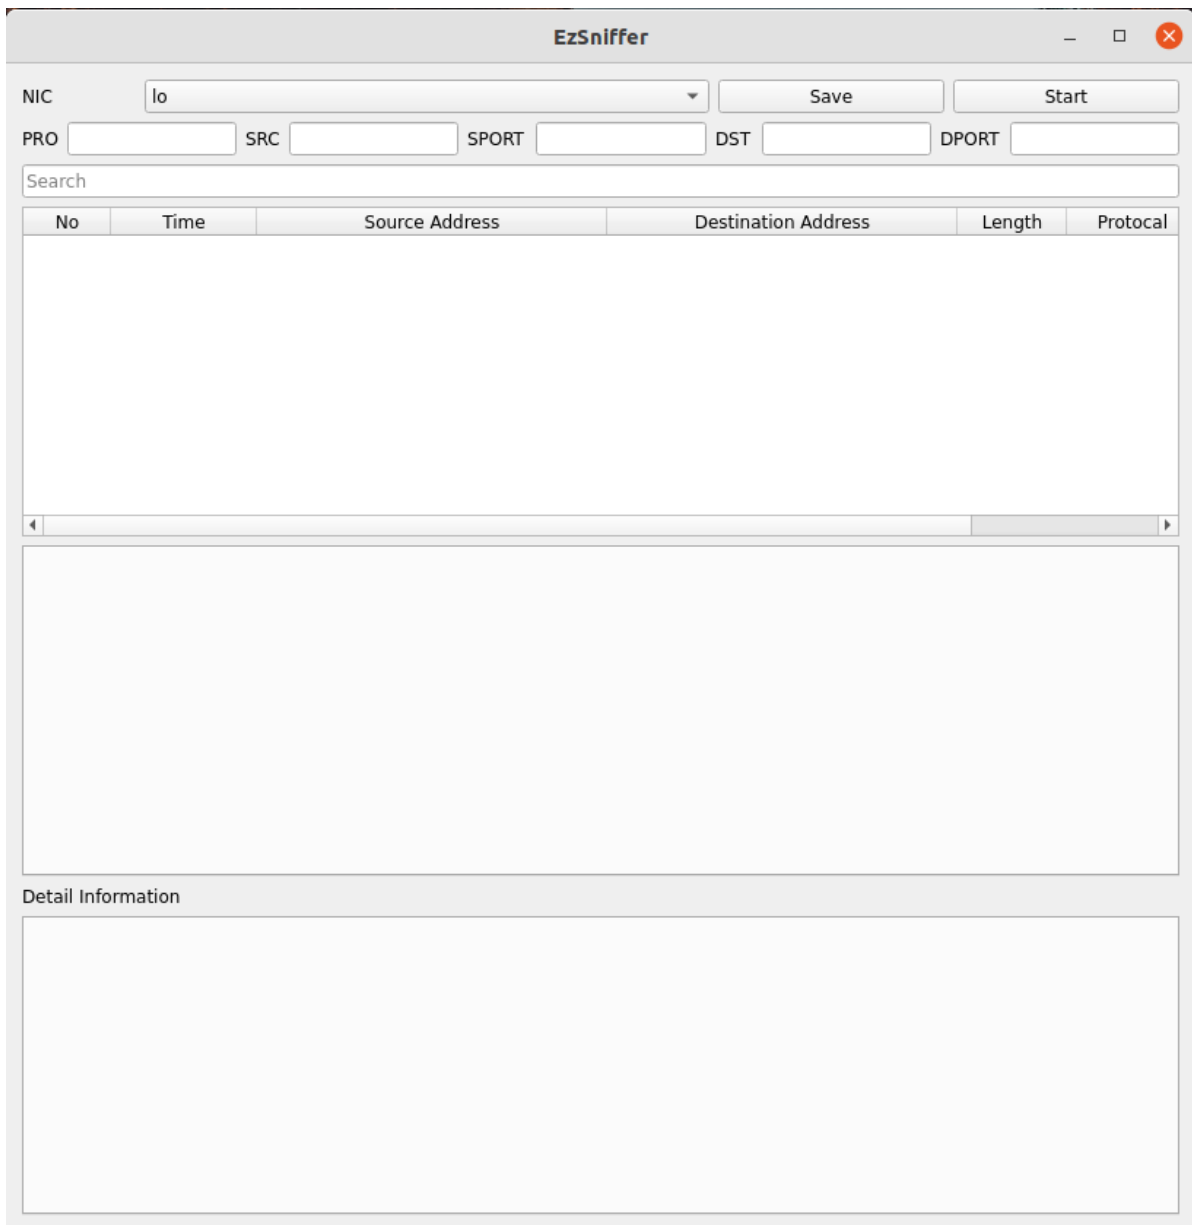 EzSniffer
NIC lo Save Start
PRO SRC SPORT DST DPORT
Search
No Time Source Address Destination Address Length Protocal
Detail Information